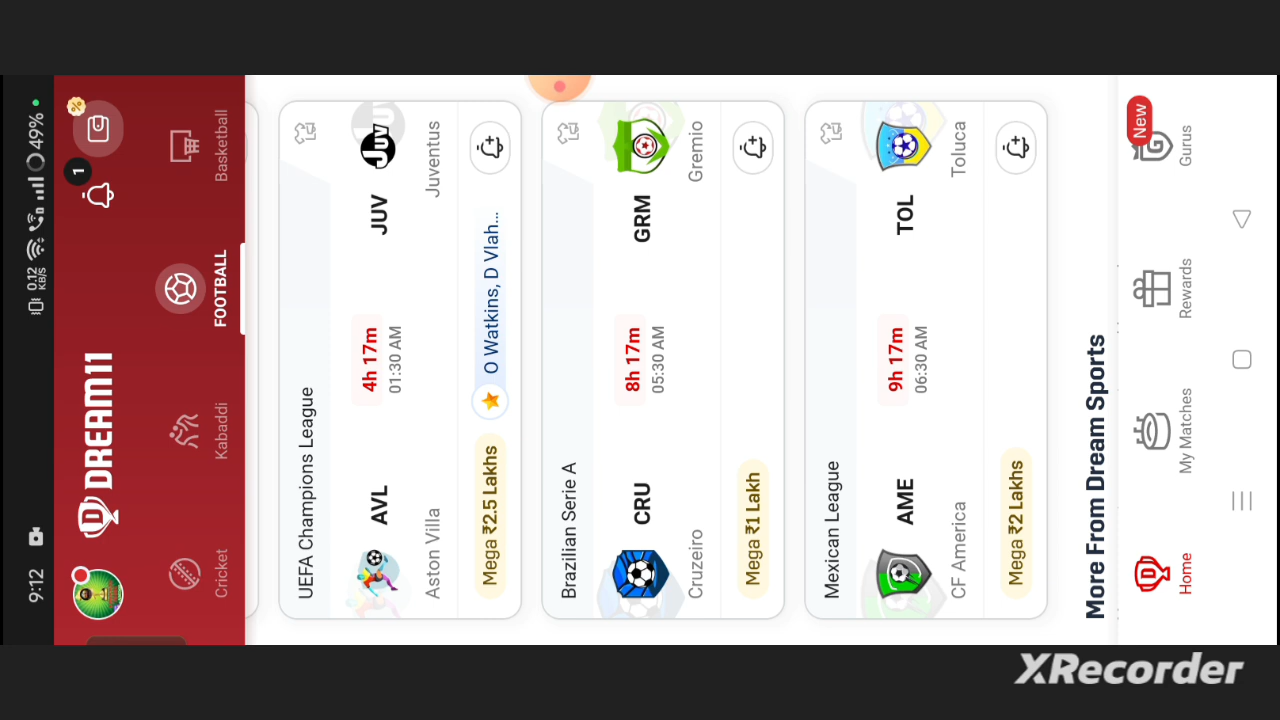 9:12
0.12 KB/S
49%
DREAM11
1
Cricket
Kabaddi
FOOTBALL
Basketball
UEFA Champions League
AVL
4h 17m
JUV
01:30 AM
Aston Villa
Juventus
Mega ₹2.5 Lakhs
O Watkins, D Vlah...
Brazilian Serie A
CRU
8h 17m
GRM
05:30 AM
Cruzeiro
Gremio
Mega ₹1 Lakh
Mexican League
AME
9h 17m
TOL
06:30 AM
CF America
Toluca
Mega ₹2 Lakhs
More From Dream Sports
New
Home
My Matches
Rewards
Gurus
XRecorder